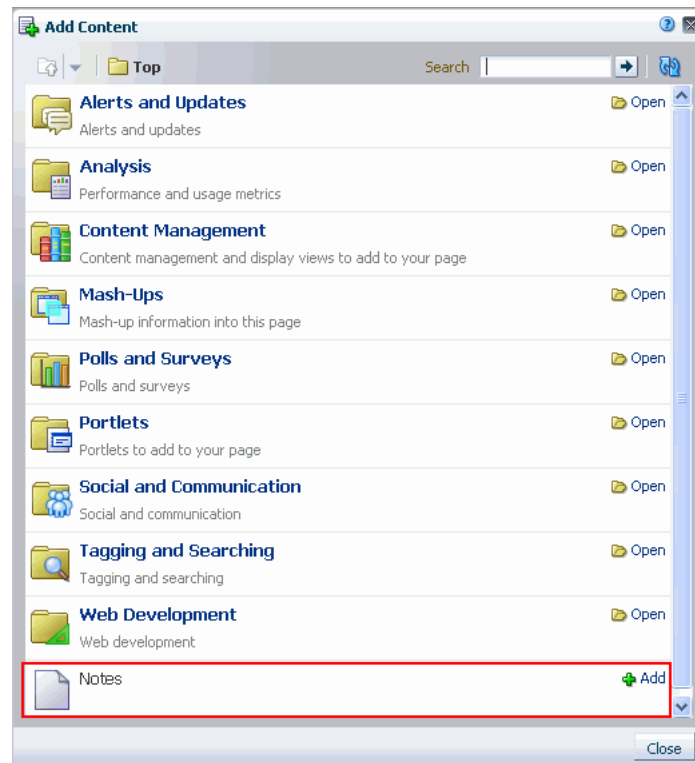 Add Content
Top Search
Alerts and Updates Open
Alerts and updates
Analysis Open
Performance and usage metrics
Content Management Open
Content management and display views to add to your page
Mash-Ups Open
Mash-up information into this page
Polls and Surveys Open
Polls and surveys
Portlets Open
Portlets to add to your page
Social and Communication Open
Social and communication
Tagging and Searching Open
Tagging and searching
Web Development Open
Web development
Notes Add
Close